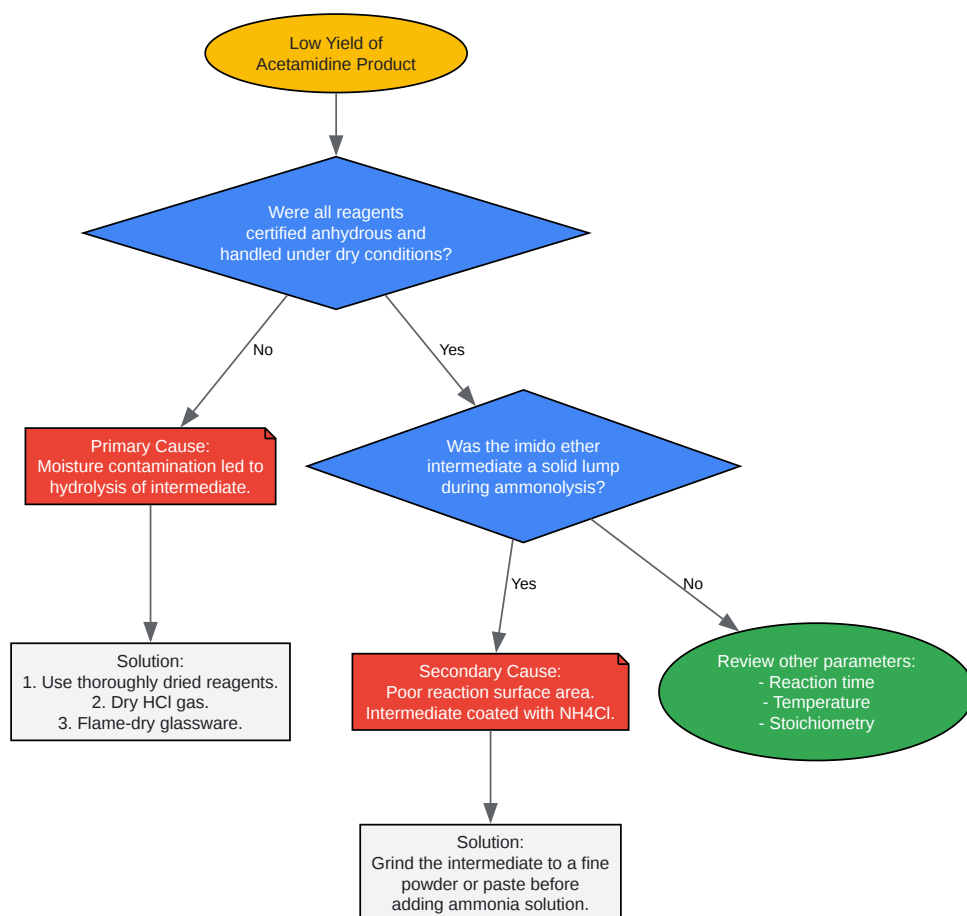 Low Yield of
Acetamidine Product
Were all reagents
certified anhydrous and
handled under dry conditions?
No
Yes
Primary Cause:
Moisture contamination led to
hydrolysis of intermediate.
Was the imido ether
intermediate a solid lump
during ammonolysis?
Yes
No
Solution:
1. Use thoroughly dried reagents.
2. Dry HCl gas.
3. Flame-dry glassware.
Secondary Cause:
Poor reaction surface area.
Intermediate coated with NH4Cl.
Review other parameters:
- Reaction time
- Temperature
- Stoichiometry
Solution:
Grind the intermediate to a fine
powder or paste before
adding ammonia solution.